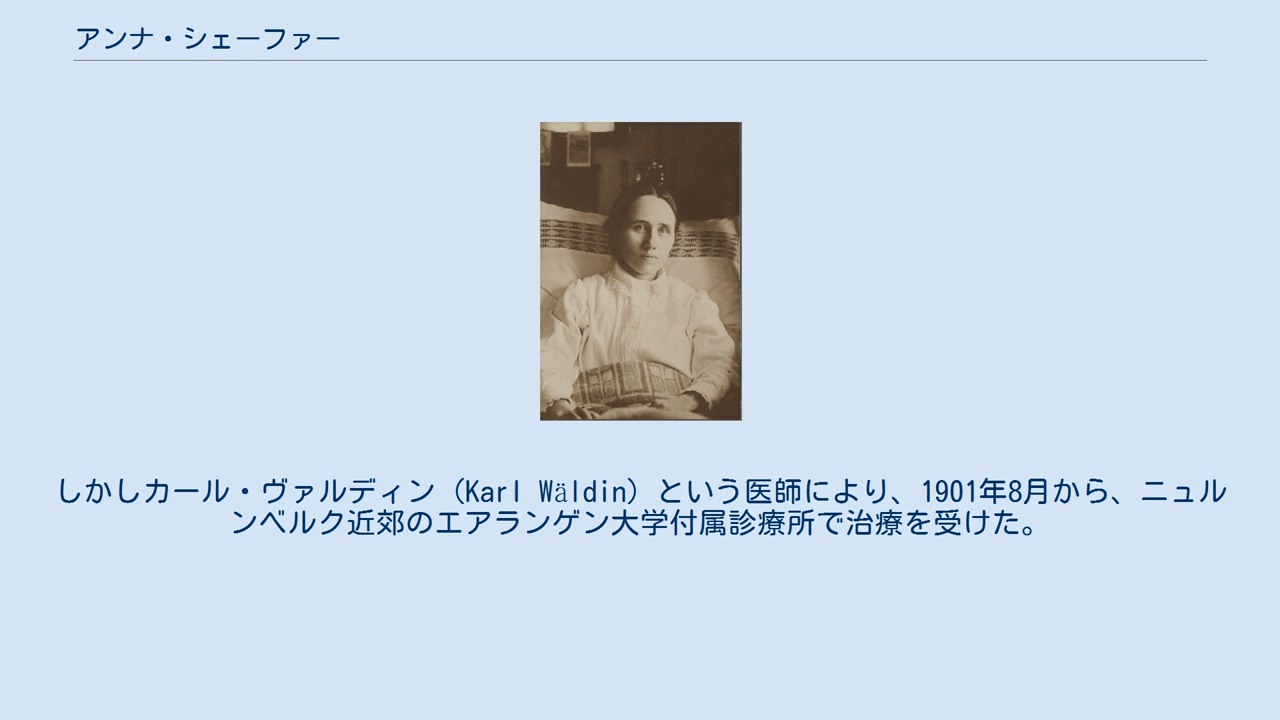 アンナ・シェーファー
しかしカール・ヴァルディン（Karl Wäldin）という医師により、1901年8月から、ニュル
ンベルク近郊のエアランゲン大学付属診療所で治療を受けた。